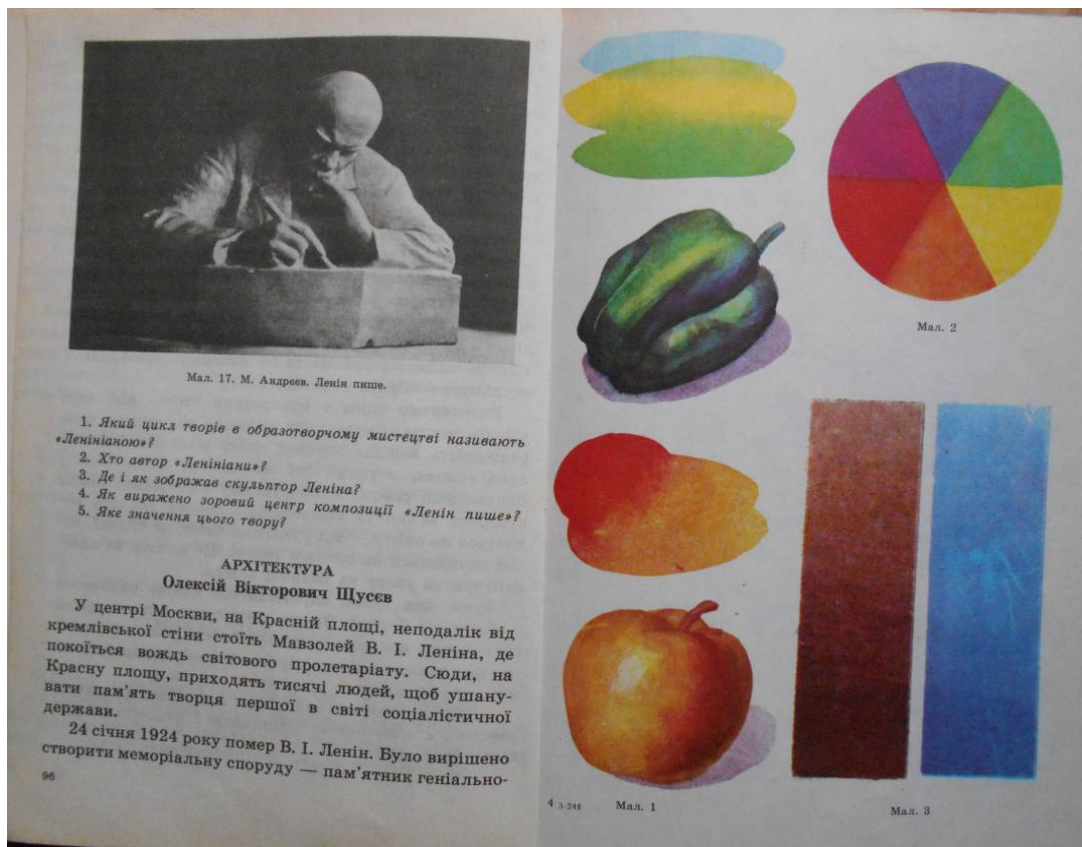 Мал. 17. М. Андрєєв. Ленін пише.
1. Який цикл творів в образотворчому мистецтві називають
«Ленініаною»?
2. Хто автор «Ленініани»?
3. Де і як зображав скульптор Леніна?
4. Як виражено зоровий центр композиції «Ленін пише»?
5. Яке значення цього твору?
АРХІТЕКТУРА
Олексій Вікторович Щусєв
У центрі Москви, на Красній площі, неподалік від
кремлівської стіни стоїть Мавзолей В. І. Леніна, де
покоїться вождь світового пролетаріату. Сюди, на
Красну площу, приходять тисячі людей, щоб ушану-
вати пам’ять творця першої в світі соціалістичної
держави.
24 січня 1924 року помер В. І. Ленін. Було вирішено
створити меморіальну споруду — пам’ятник геніально-
96
Мал. 2
4 3-248 Мал. 1
Мал. 3